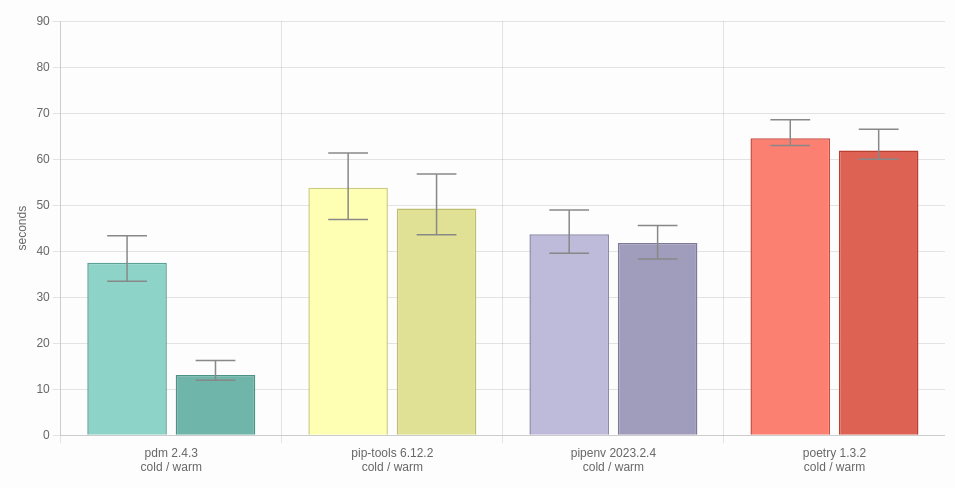 90
80
70
60
50
40
30
20
10
0
seconds
pdm 2.4.3
cold / warm
pip-tools 6.12.2
cold / warm
pipenv 2023.2.4
cold / warm
poetry 1.3.2
cold / warm